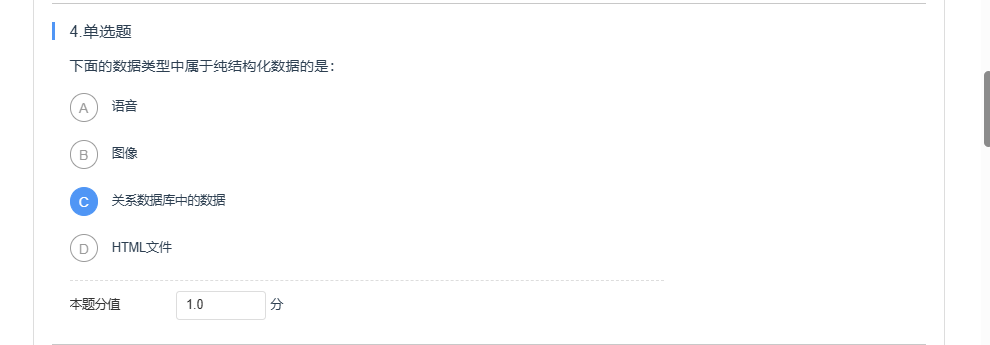 4.单选题
下面的数据类型中属于纯结构化数据的是：
A 语音
B 图像
C 关系数据库中的数据
D HTML文件
本题分值 1.0 分